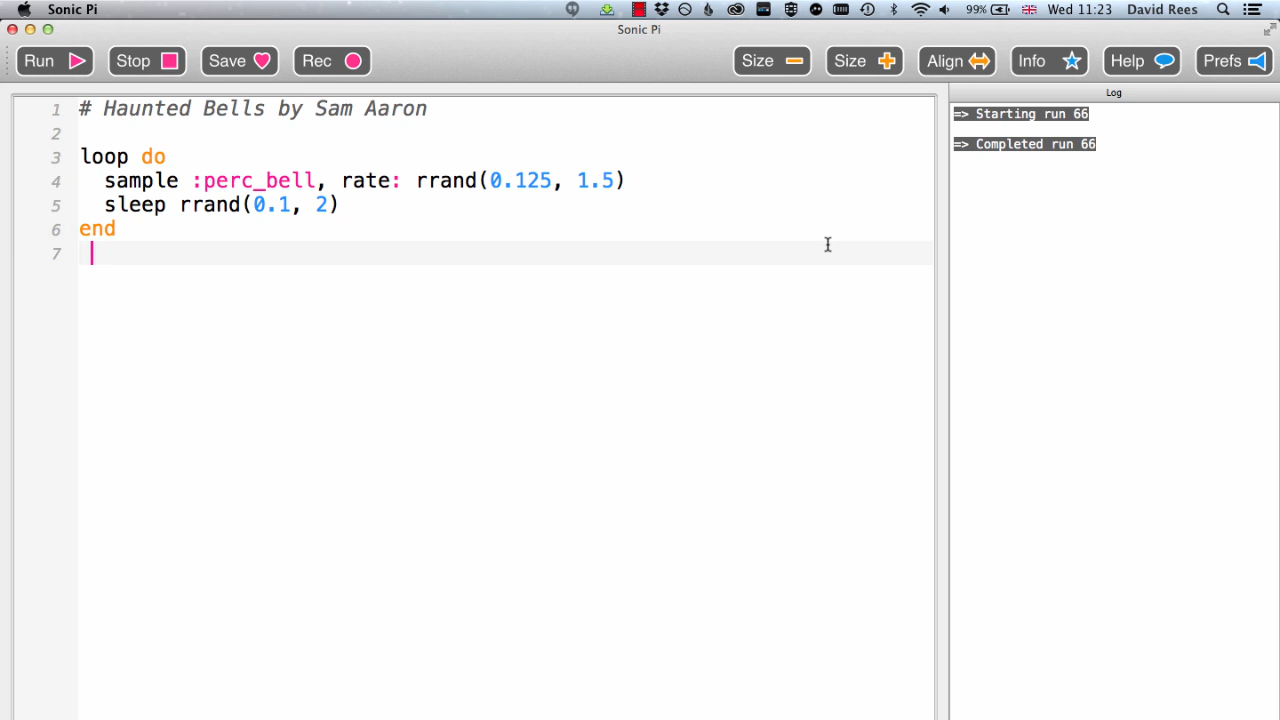 Sonic Pi
99%
Wed 11:23
David Rees
Sonic Pi
Run
Stop
Save
Rec
Size
Size
Align
Info
Help
Prefs
1 # Haunted Bells by Sam Aaron
2
3 loop do
4 sample :perc_bell, rate: rrand(0.125, 1.5)
5 sleep rrand(0.1, 2)
6 end
7
Log
=> Starting run 66
=> Completed run 66